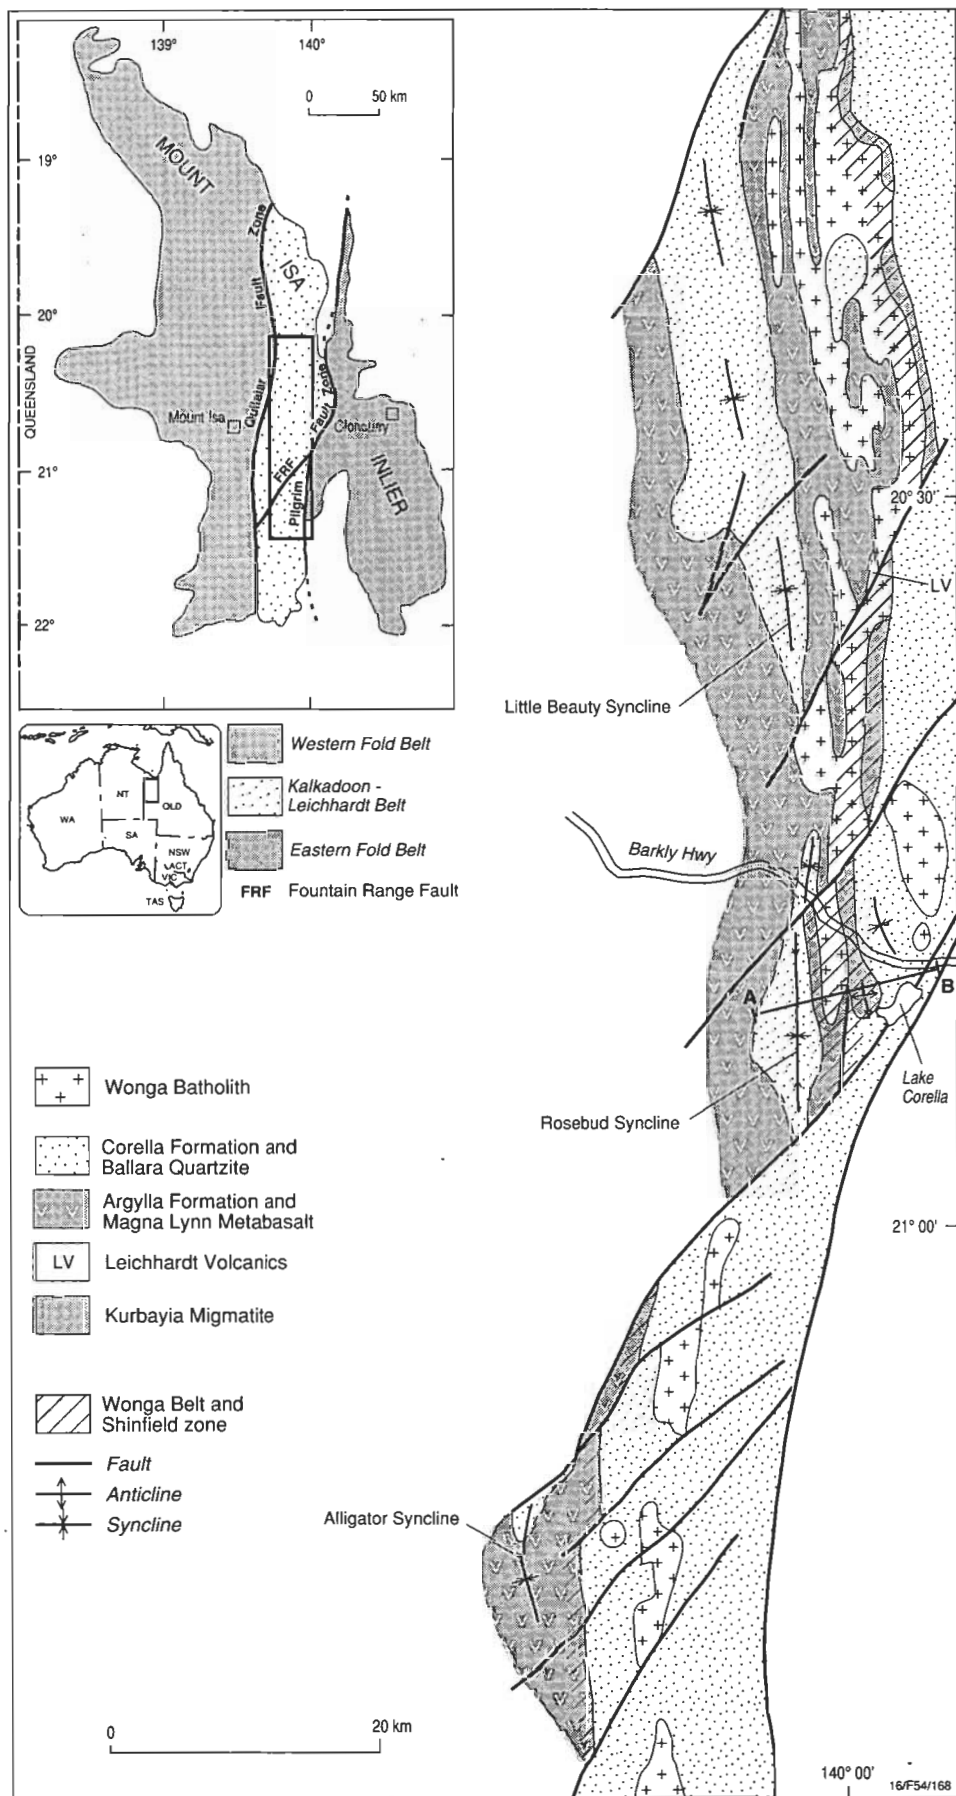 139°
140°
0
50 km
19°
20°
21°
22°
QUEENSLAND
MOUNT
ISA
INLIER
Zone
Fault
Quilalar
Mount Isa
Cloncurry
Fault Zone
Pilgrim
FRF
WA
NT
SA
QLD
NSW
ACT
VIC
TAS
Western Fold Belt
Kalkadoon -
Leichhardt Belt
Eastern Fold Belt
FRF Fountain Range Fault
20° 30'
LV
Little Beauty Syncline
Barkly Hwy
A
B
Lake
Corella
Rosebud Syncline
21° 00'
Wonga Batholith
Corella Formation and
Ballara Quartzite
Argylla Formation and
Magna Lynn Metabasalt
LV Leichhardt Volcanics
Kurbayia Migmatite
Wonga Belt and
Shinfield zone
Fault
Anticline
Syncline
Alligator Syncline
0
20 km
140° 00'
16/F54/168